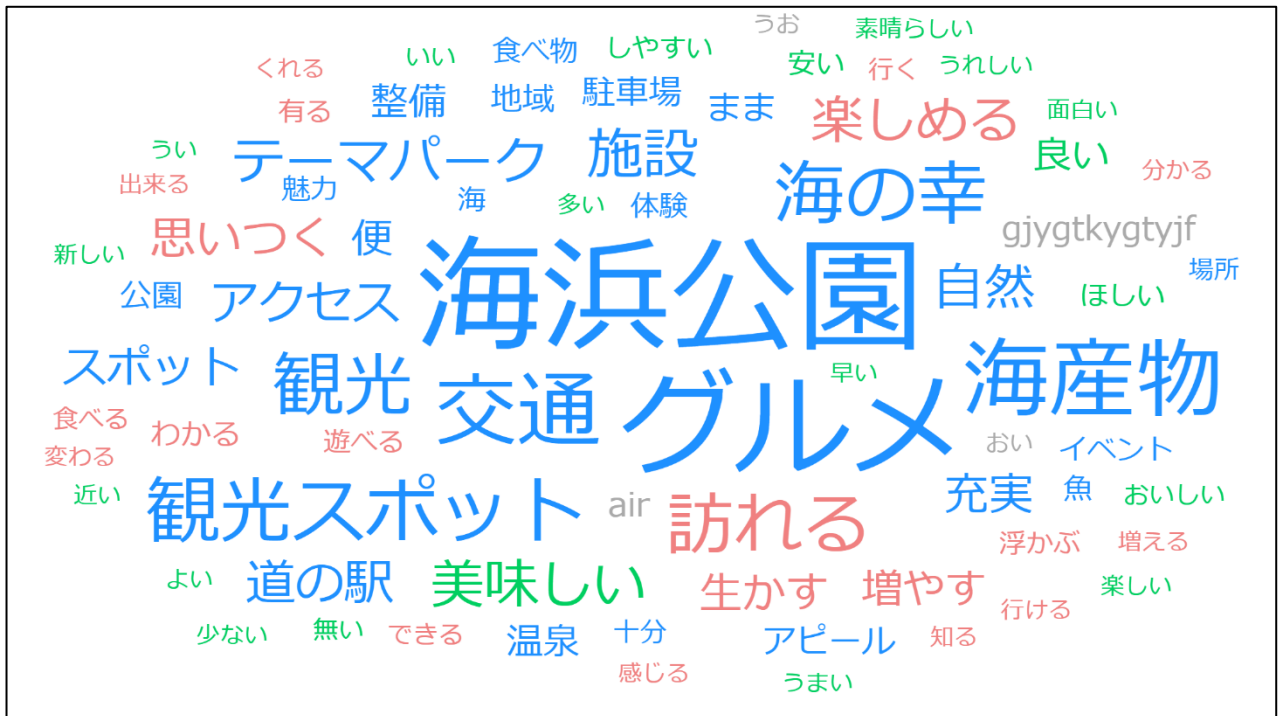 うお 素晴らしい
いい 食べ物 しやすい 安い 行く うれしい
くれる 整備 地域 駐車場 まま 楽しめる 面白い
有る テーマパーク 施設 海の幸 良い 分かる
うい 出来る 魅力 海 多い 体験
思いつく 便 gjygtkygtyjf
新しい 公園 アクセス 海浜公園 自然 ほしい 場所
スポット 観光 交通 グルメ 早い 海産物
食べる わかる 遊べる おい イベント
変わる 近い 観光スポット air 訪れる 充実 魚 おいしい
浮かぶ 増える
よい 道の駅 美味しい 生かす 増やす 行ける 楽しい
少ない 無い できる 温泉 十分 アピール 知る
感じる うまい